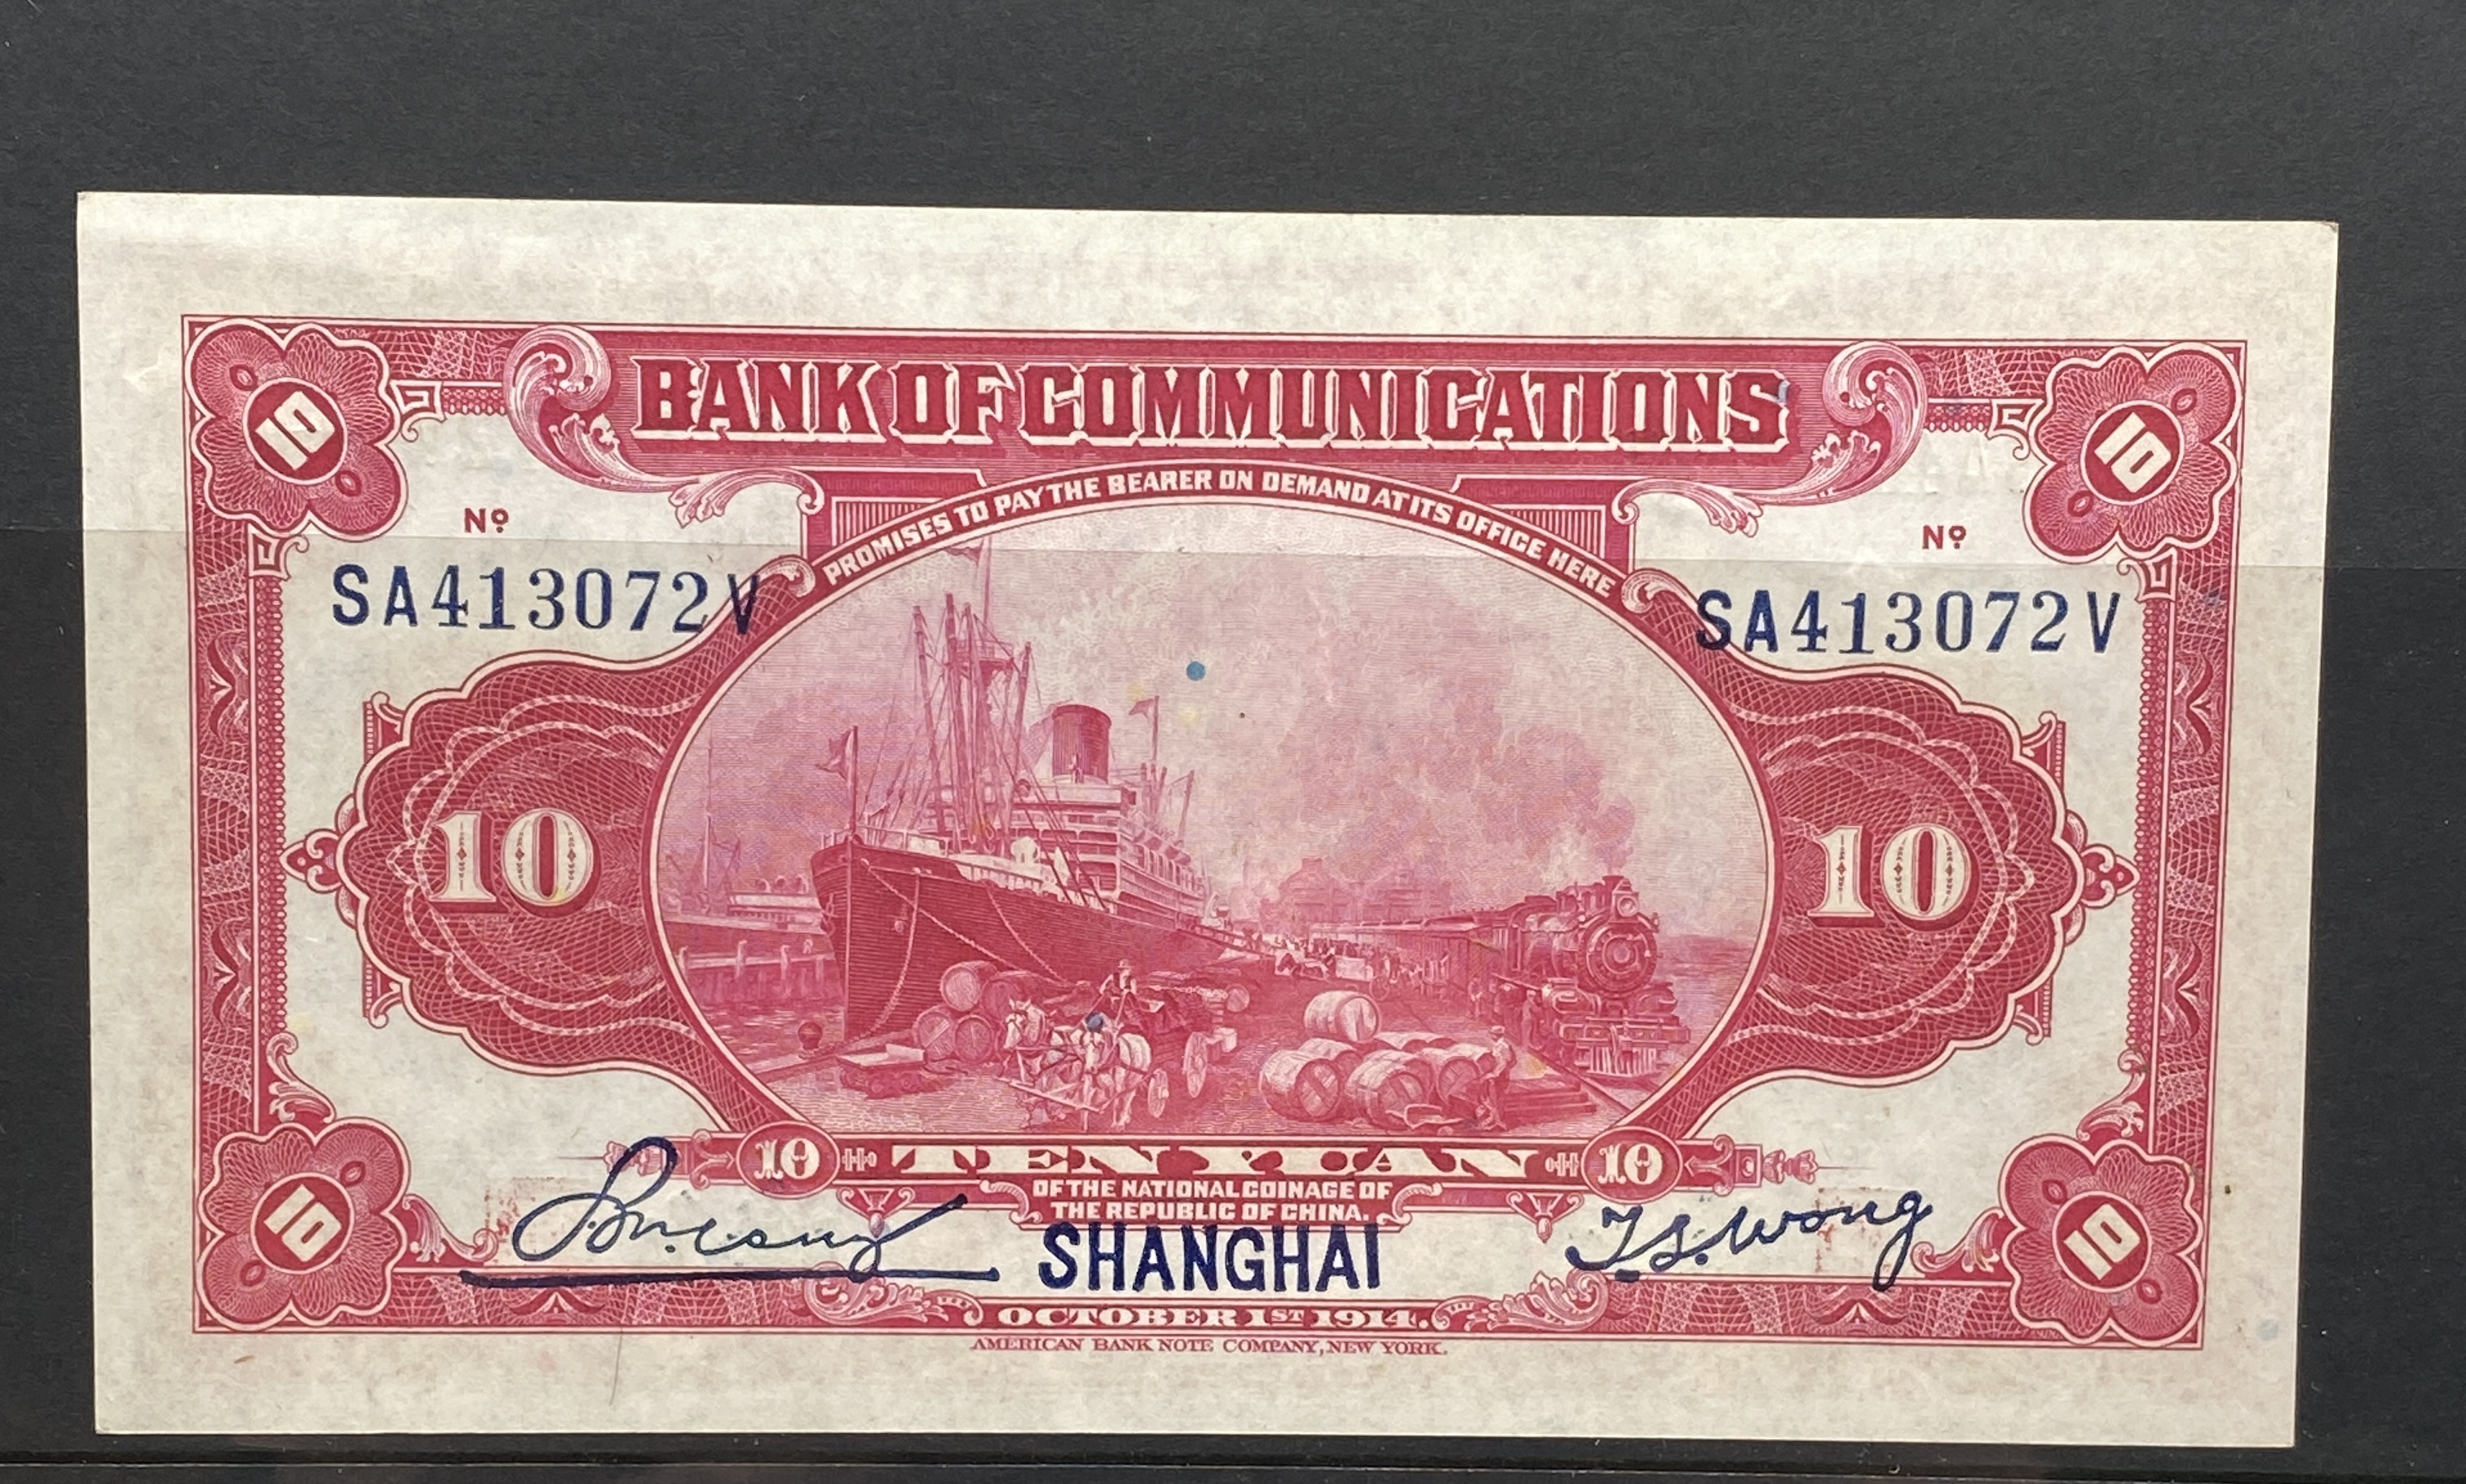 BANK OF COMMUNICATIONS
PROMISES TO PAY THE BEARER ON DEMAND AT ITS OFFICE HERE
10
10
Nº
Nº
SA413072V
SA413072V
10
10
10 TEN YUAN 10
OF THE NATIONAL COINAGE OF
THE REPUBLIC OF CHINA.
T.S. Wong
SHANGHAI
10
10
OCTOBER 1ST 1914.
AMERICAN BANK NOTE COMPANY, NEW YORK.